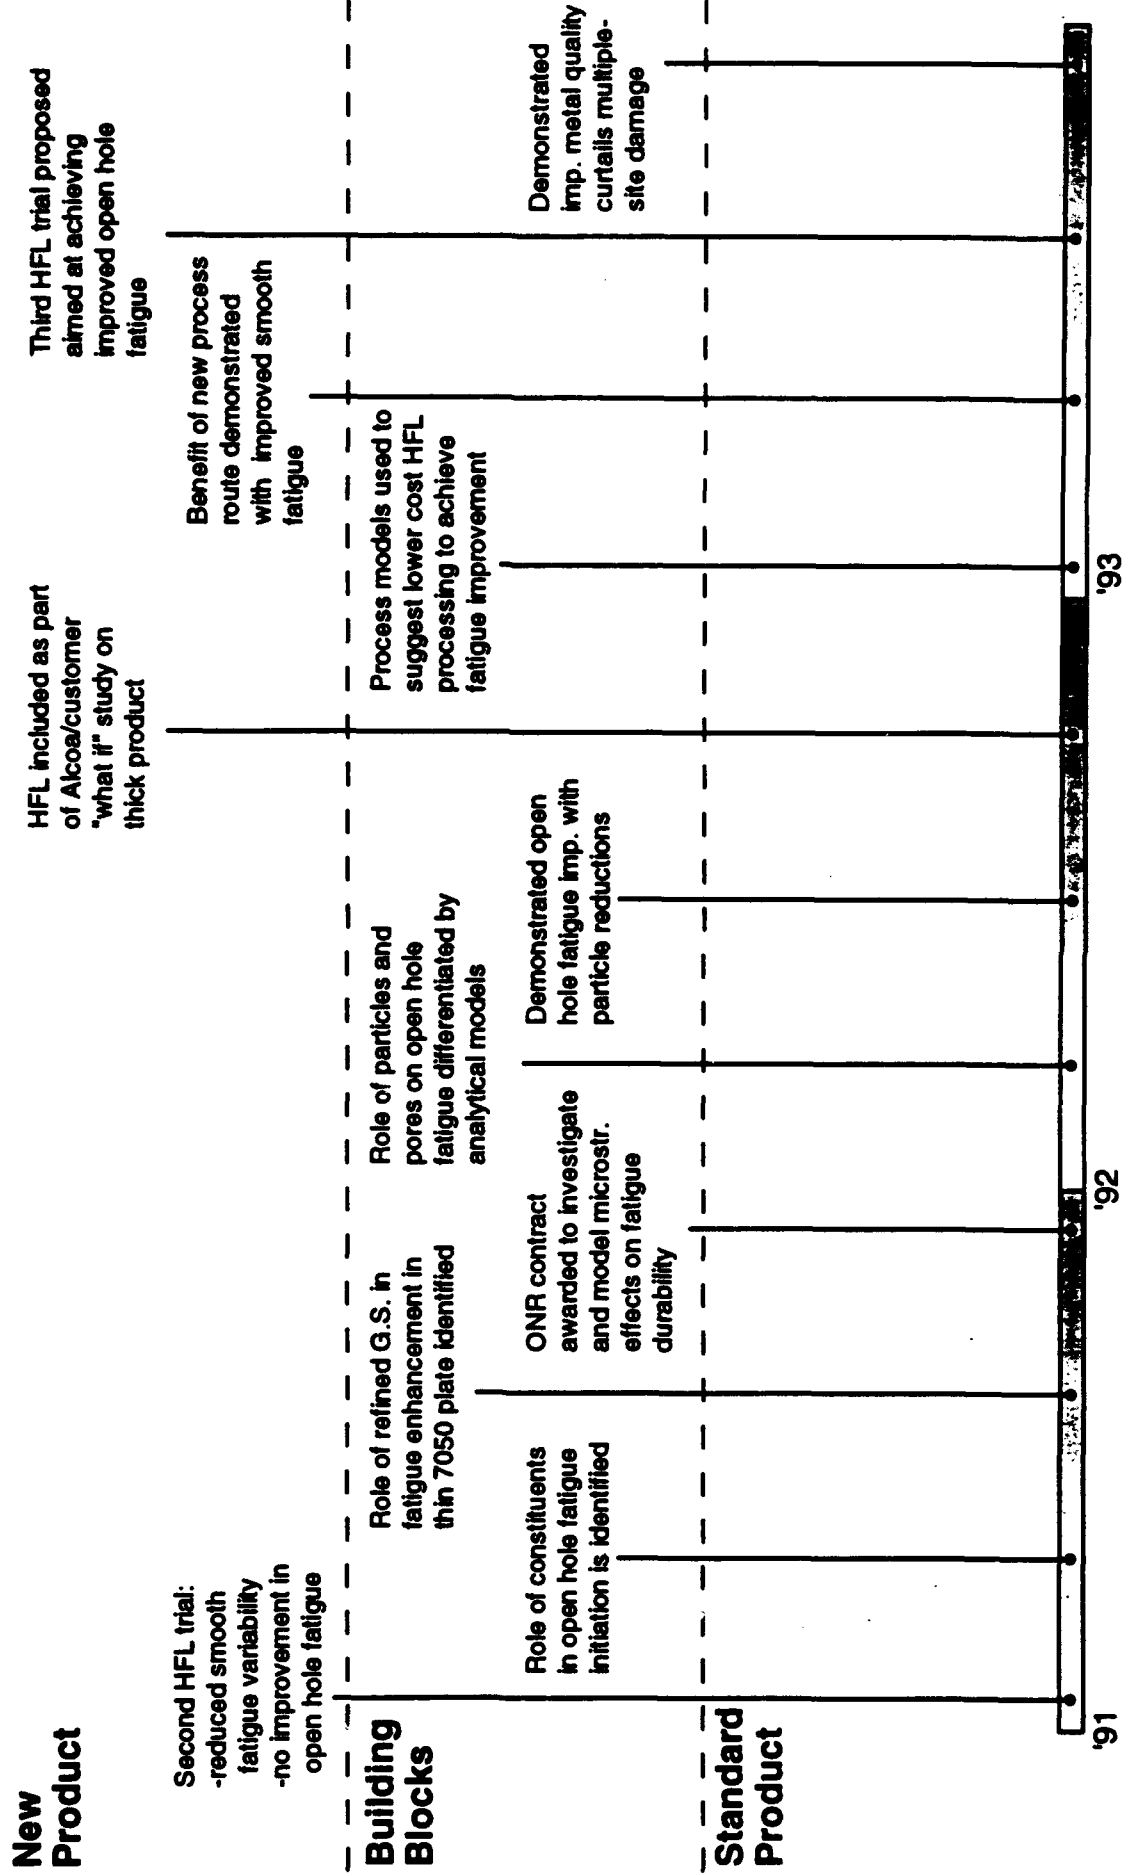 New
Product
Second HFL trial:
-reduced smooth
fatigue variability
-no improvement in
open hole fatigue
HFL included as part
of Alcoa/customer
"what if" study on
thick product
Benefit of new process
route demonstrated
with improved smooth
fatigue
Third HFL trial proposed
aimed at achieving
improved open hole
fatigue
Building
Blocks
Role of refined G.S. in
fatigue enhancement in
thin 7050 plate identified
Role of particles and
pores on open hole
fatigue differentiated by
analytical models
Process models used to
suggest lower cost HFL
processing to achieve
fatigue improvement
Role of constituents
in open hole fatigue
initiation is identified
ONR contract
awarded to investigate
and model microstr.
effects on fatigue
durability
Demonstrated open
hole fatigue imp. with
particle reductions
Demonstrated
imp. metal quality
curtails multiple-
site damage
Standard
Product
'91
'92
'93